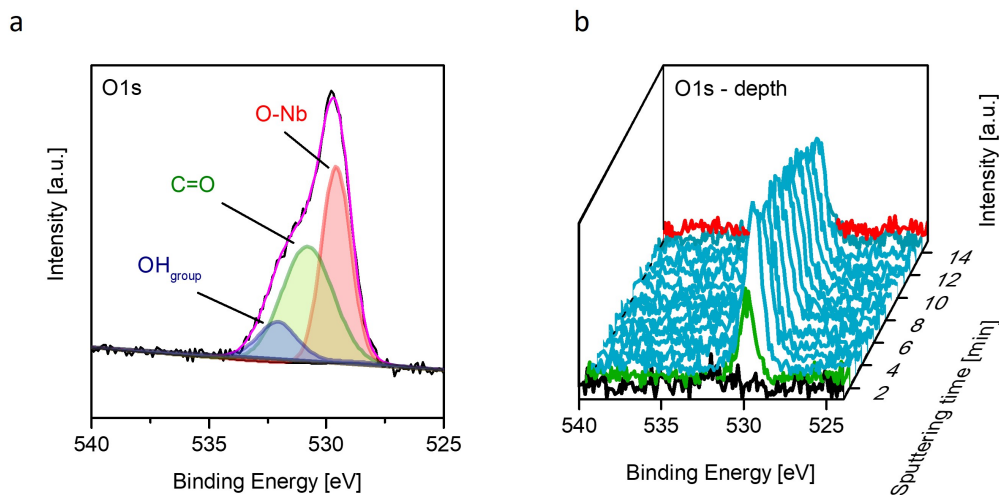 a
O1s
O-Nb
C=O
OHgroup
Intensity [a.u.]
540 535 530 525
Binding Energy [eV]
b
O1s - depth
Intensity [a.u.]
14
12
10
8
6
4
2
Sputtering time [min]
540 535 530 525
Binding Energy [eV]